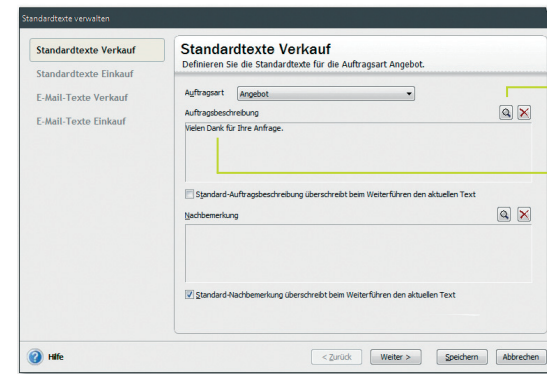 Standardtexte verwalten
Standardtexte Verkauf
Standardtexte Einkauf
E-Mail-Texte Verkauf
E-Mail-Texte Einkauf
Standardtexte Verkauf
Definieren Sie die Standardtexte für die Auftragsart Angebot.
Auftragsart Angebot
Auftragsbeschreibung
Vielen Dank für Ihre Anfrage.
Standard-Auftragsbeschreibung überschreibt beim Weiterführen den aktuellen Text
Nachbemerkung
Standard-Nachbemerkung überschreibt beim Weiterführen den aktuellen Text
Hilfe < Zurück Weiter > Speichern Abbrechen